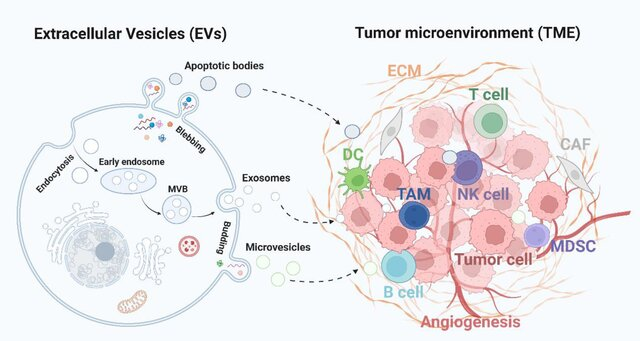 Extracellular Vesicles (EVs)
Tumor microenvironment (TME)
Apoptotic bodies
Blebbing
Endocytosis
Early endosome
MVB
Exosomes
Budding
Microvesicles
ECM
T cell
DC
CAF
TAM
NK cell
MDSC
Tumor cell
B cell
Angiogenesis